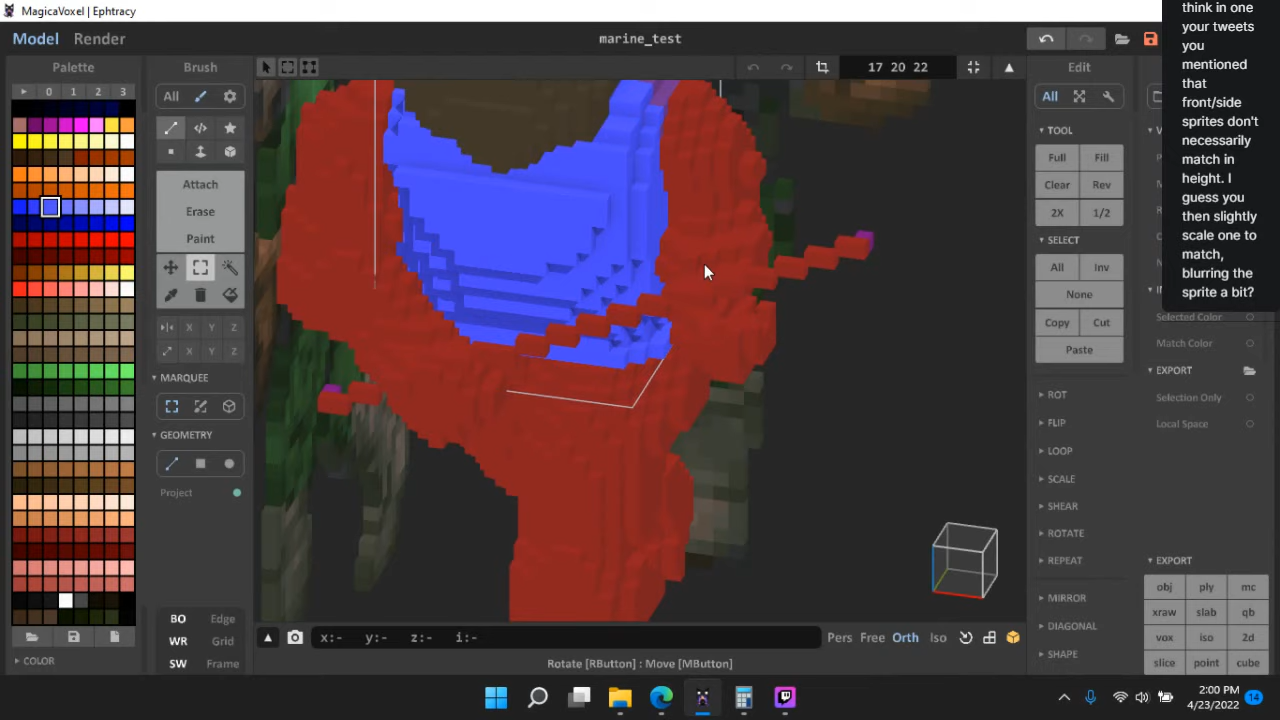 MagicaVoxel | Ephtracy
Model Render
marine_test
Palette
0 1 2 3
COLOR
Brush
All
Attach
Erase
Paint
X Y Z
X Y Z
MARQUEE
GEOMETRY
Project
BO Edge
WR Grid
SW Frame
17 20 22
x:- y:- z:- i:-
Pers Free Orth Iso
Rotate [RButton] : Move [MButton]
Edit
All
TOOL
Full Fill
Clear Rev
2X 1/2
SELECT
All Inv
None
Copy Cut
Paste
ROT
FLIP
LOOP
SCALE
SHEAR
ROTATE
REPEAT
MIRROR
DIAGONAL
SHAPE
think in one
your tweets
you
mentioned
that
front/side
sprites don't
necessarily
match in
height. I
guess you
then slightly
scale one to
match,
blurring the
sprite a bit?
Selected Color
Match Color
EXPORT
Selection Only
Local Space
EXPORT
obj ply mc
xraw slab qb
vox iso 2d
slice point cube
2:00 PM
4/23/2022
14